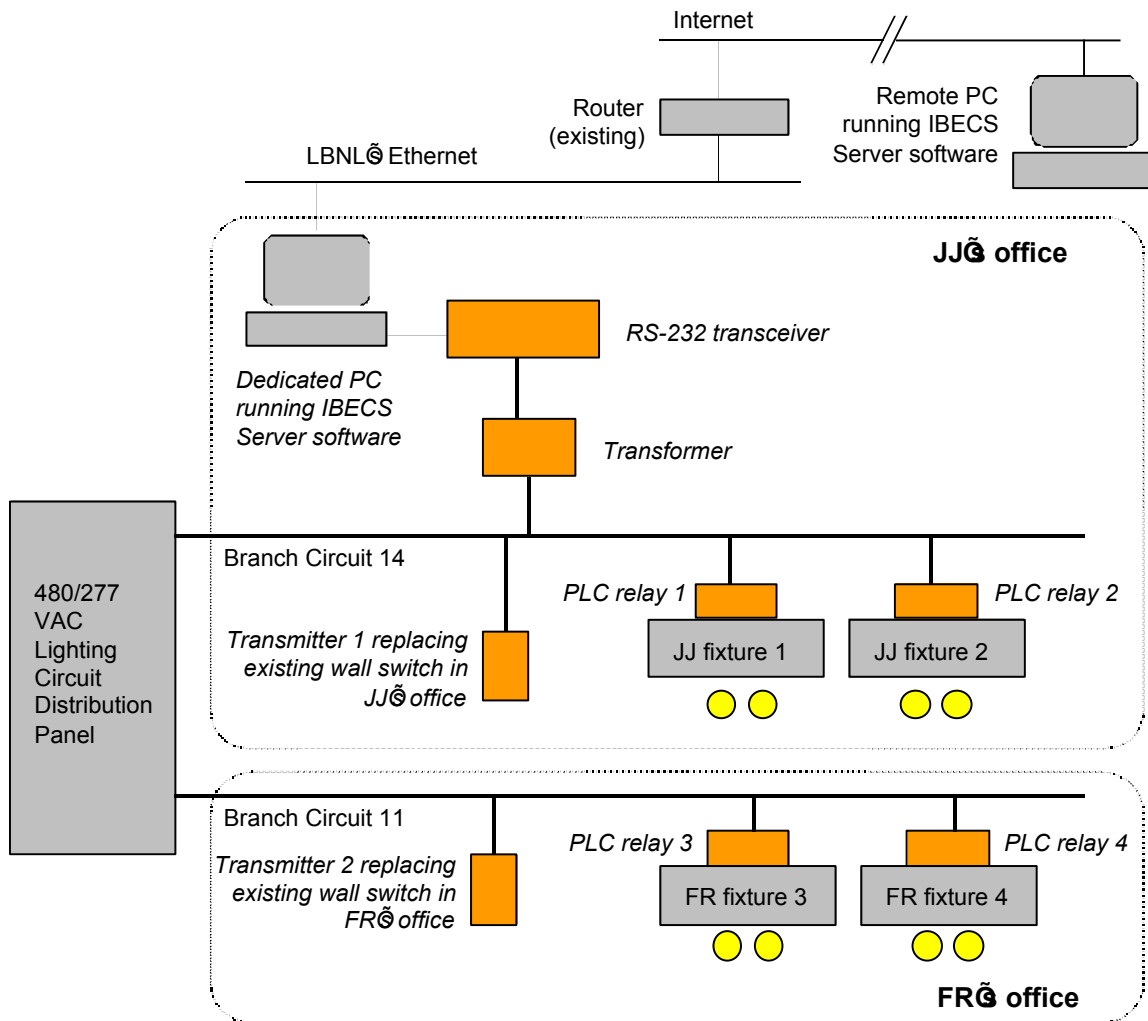 Internet
Router
(existing)
Remote PC
running IBECS
Server software
LBNLÕs Ethernet
JJÕs office
RS-232 transceiver
Dedicated PC
running IBECS
Server software
Transformer
480/277
VAC
Lighting
Circuit
Distribution
Panel
Branch Circuit 14
PLC relay 1
PLC relay 2
Transmitter 1 replacing
existing wall switch in
JJÕs office
JJ fixture 1
JJ fixture 2
Branch Circuit 11
PLC relay 3
PLC relay 4
Transmitter 2 replacing
existing wall switch in
FRÕs office
FR fixture 3
FR fixture 4
FRÕs office